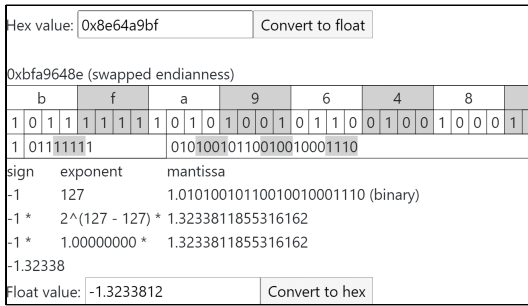 Hex value: 0x8e64a9bf Convert to float
0xbfa9648e (swapped endianness)
b f a 9 6 4 8
1 0 1 1 1 1 1 1 1 0 1 0 1 0 0 1 0 1 1 0 0 1 0 0 1 0 0 0 1
1 01111111 01010010110010010001110
sign exponent mantissa
-1 127 1.01010010110010010001110 (binary)
-1 * 2^(127 - 127) * 1.3233811855316162
-1 * 1.00000000 * 1.3233811855316162
-1.32338
Float value: -1.3233812 Convert to hex